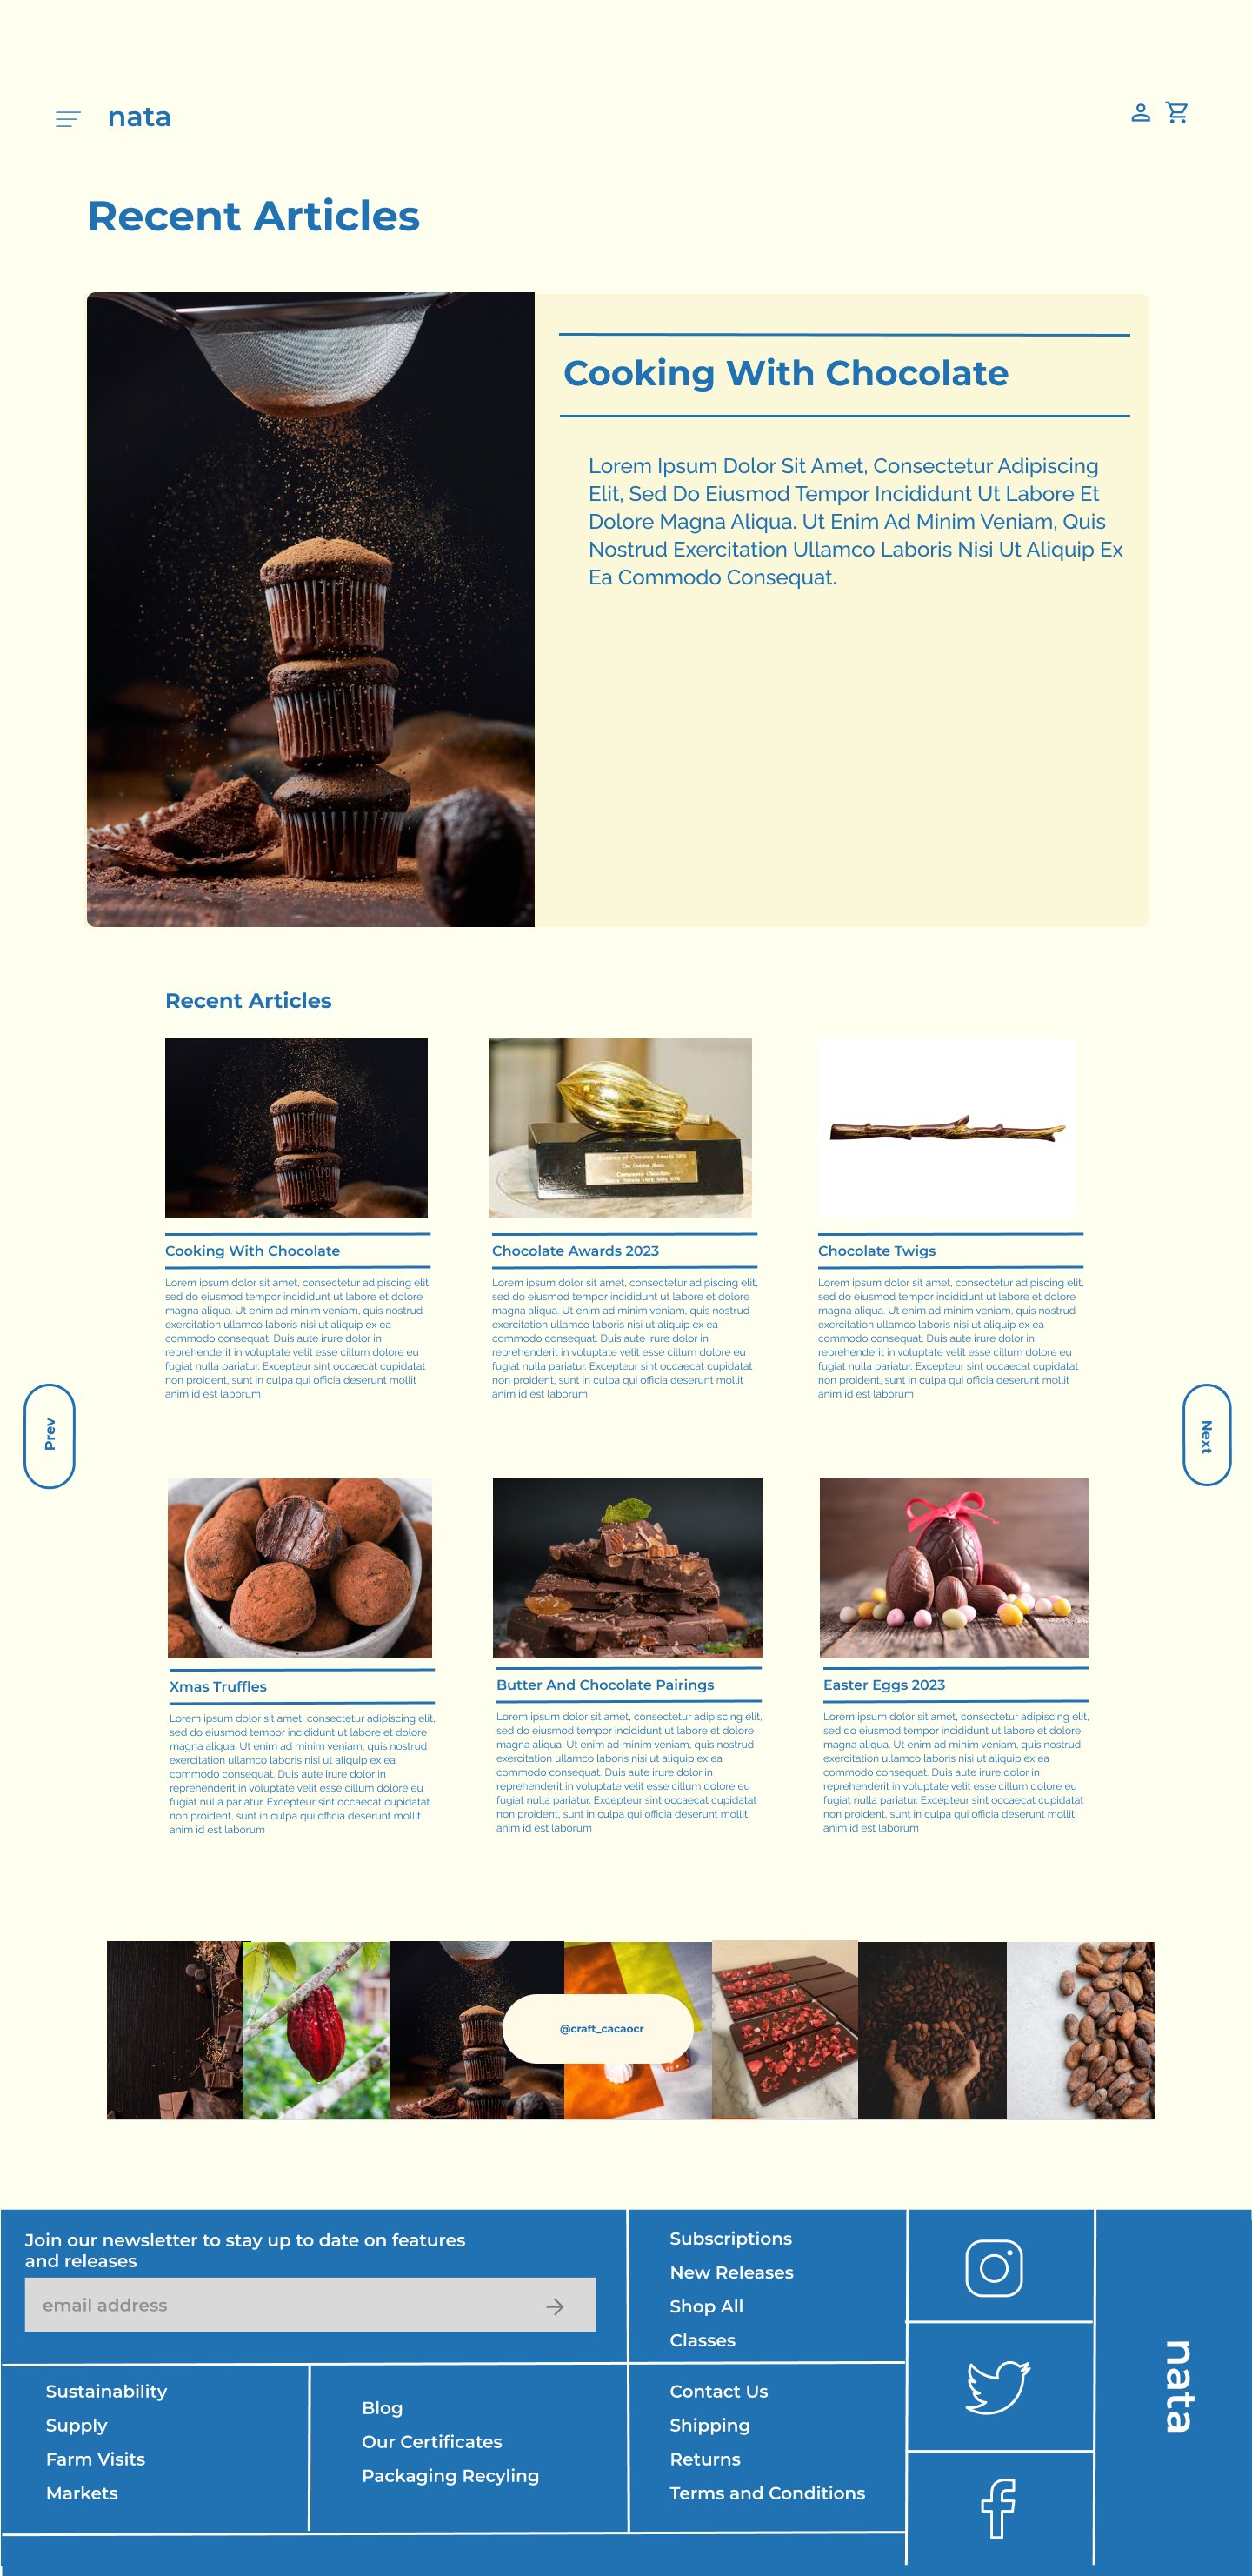 nata
Recent Articles
Cooking With Chocolate
Lorem Ipsum Dolor Sit Amet, Consectetur Adipiscing
Elit, Sed Do Eiusmod Tempor Incididunt Ut Labore Et
Dolore Magna Aliqua. Ut Enim Ad Minim Veniam, Quis
Nostrud Exercitation Ullamco Laboris Nisi Ut Aliquip Ex
Ea Commodo Consequat.
Recent Articles
Cooking With Chocolate
Lorem ipsum dolor sit amet, consectetur adipiscing elit,
sed do eiusmod tempor incididunt ut labore et dolore
magna aliqua. Ut enim ad minim veniam, quis nostrud
exercitation ullamco laboris nisi ut aliquip ex ea
commodo consequat. Duis aute irure dolor in
reprehenderit in voluptate velit esse cillum dolore eu
fugiat nulla pariatur. Excepteur sint occaecat cupidatat
non proident, sunt in culpa qui officia deserunt mollit
anim id est laborum
The Golden Bean
Chocolate Awards 2023
Lorem ipsum dolor sit amet, consectetur adipiscing elit,
sed do eiusmod tempor incididunt ut labore et dolore
magna aliqua. Ut enim ad minim veniam, quis nostrud
exercitation ullamco laboris nisi ut aliquip ex ea
commodo consequat. Duis aute irure dolor in
reprehenderit in voluptate velit esse cillum dolore eu
fugiat nulla pariatur. Excepteur sint occaecat cupidatat
non proident, sunt in culpa qui officia deserunt mollit
anim id est laborum
Chocolate Twigs
Lorem ipsum dolor sit amet, consectetur adipiscing elit,
sed do eiusmod tempor incididunt ut labore et dolore
magna aliqua. Ut enim ad minim veniam, quis nostrud
exercitation ullamco laboris nisi ut aliquip ex ea
commodo consequat. Duis aute irure dolor in
reprehenderit in voluptate velit esse cillum dolore eu
fugiat nulla pariatur. Excepteur sint occaecat cupidatat
non proident, sunt in culpa qui officia deserunt mollit
anim id est laborum
Prev
Next
Xmas Truffles
Lorem ipsum dolor sit amet, consectetur adipiscing elit,
sed do eiusmod tempor incididunt ut labore et dolore
magna aliqua. Ut enim ad minim veniam, quis nostrud
exercitation ullamco laboris nisi ut aliquip ex ea
commodo consequat. Duis aute irure dolor in
reprehenderit in voluptate velit esse cillum dolore eu
fugiat nulla pariatur. Excepteur sint occaecat cupidatat
non proident, sunt in culpa qui officia deserunt mollit
anim id est laborum
Butter And Chocolate Pairings
Lorem ipsum dolor sit amet, consectetur adipiscing elit,
sed do eiusmod tempor incididunt ut labore et dolore
magna aliqua. Ut enim ad minim veniam, quis nostrud
exercitation ullamco laboris nisi ut aliquip ex ea
commodo consequat. Duis aute irure dolor in
reprehenderit in voluptate velit esse cillum dolore eu
fugiat nulla pariatur. Excepteur sint occaecat cupidatat
non proident, sunt in culpa qui officia deserunt mollit
anim id est laborum
Easter Eggs 2023
Lorem ipsum dolor sit amet, consectetur adipiscing elit,
sed do eiusmod tempor incididunt ut labore et dolore
magna aliqua. Ut enim ad minim veniam, quis nostrud
exercitation ullamco laboris nisi ut aliquip ex ea
commodo consequat. Duis aute irure dolor in
reprehenderit in voluptate velit esse cillum dolore eu
fugiat nulla pariatur. Excepteur sint occaecat cupidatat
non proident, sunt in culpa qui officia deserunt mollit
anim id est laborum
@craft_cacaocr
Join our newsletter to stay up to date on features
and releases
email address
Subscriptions
New Releases
Shop All
Classes
Sustainability
Supply
Farm Visits
Markets
Blog
Our Certificates
Packaging Recyling
Contact Us
Shipping
Returns
Terms and Conditions
nata